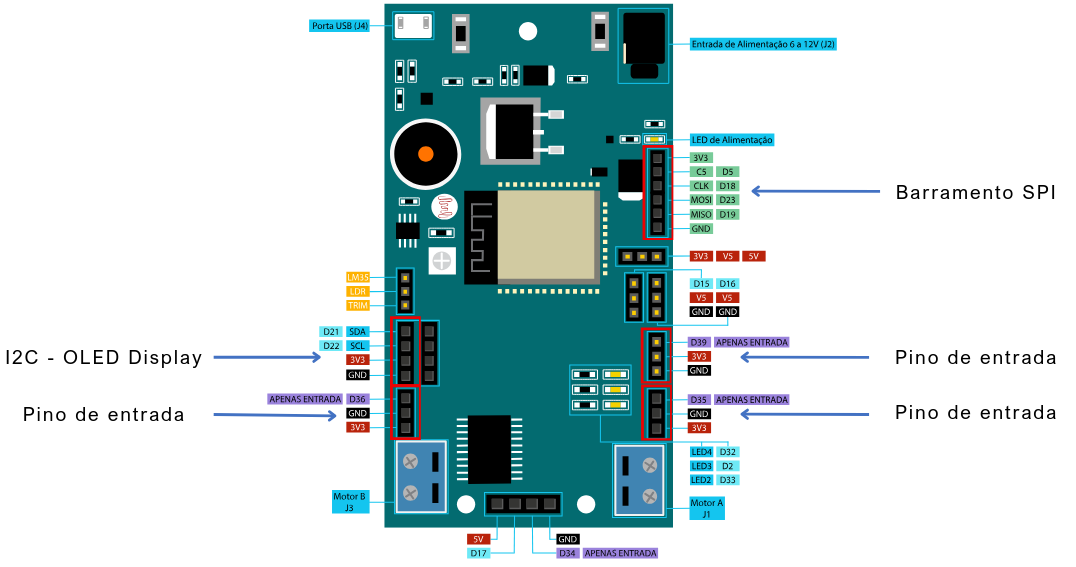 Porta USB (J4)
Entrada de Alimentação 6 a 12V (J2)
LED de Alimentação
3V3
CS D5
CLK D18
MOSI D23
MISO D19
GND
Barramento SPI
3V3 V5 5V
LM35
LDR
TRIM
D15 D16
V5 V5
GND GND
D21 SDA
D22 SCL
3V3
GND
I2C - OLED Display
D39 APENAS ENTRADA
3V3
GND
Pino de entrada
APENAS ENTRADA D36
GND
3V3
Pino de entrada
D35 APENAS ENTRADA
GND
3V3
Pino de entrada
LED4 D32
LED3 D2
LED2 D33
Motor B
J3
Motor A
J1
5V GND
D17 D34 APENAS ENTRADA